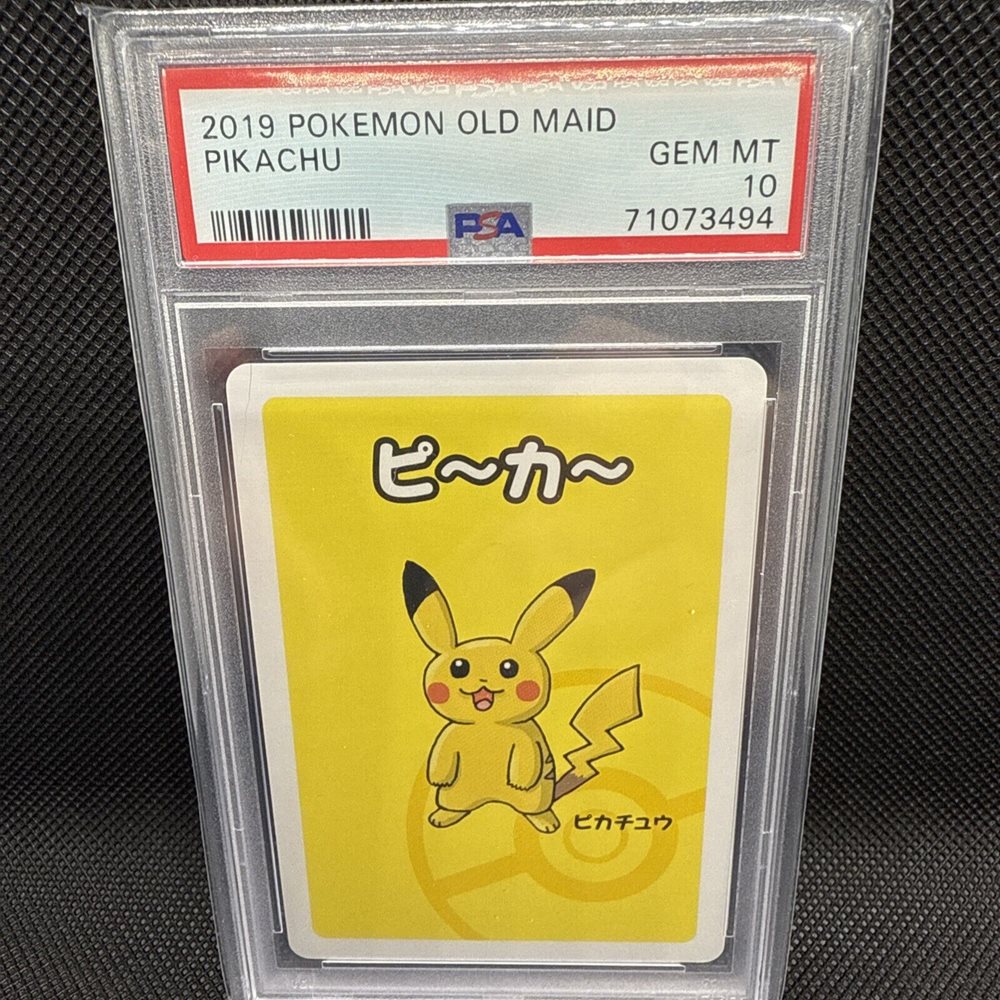 2019 POKEMON OLD MAID
PIKACHU
GEM MT
10
71073494
PSA
ピ～カ～
ピカチュウ